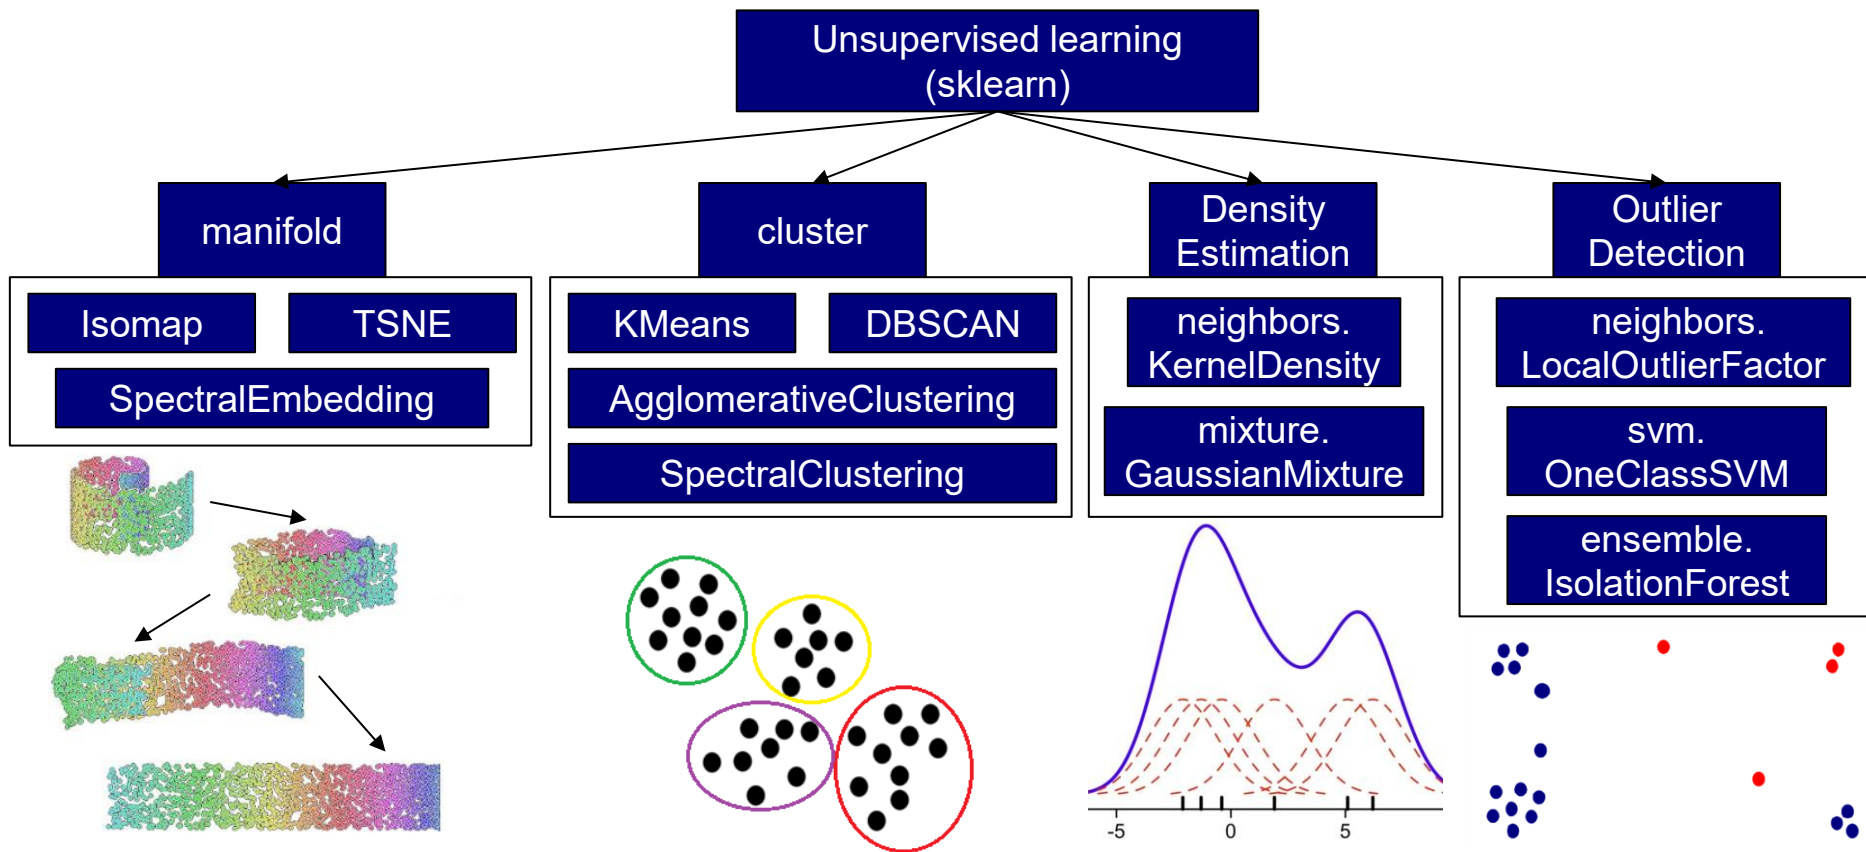 Unsupervised learning
(sklearn)
manifold
Isomap
TSNE
SpectralEmbedding
cluster
KMeans
DBSCAN
AgglomerativeClustering
SpectralClustering
Density
Estimation
neighbors.
KernelDensity
mixture.
GaussianMixture
-5
0
5
Outlier
Detection
neighbors.
LocalOutlierFactor
svm.
OneClassSVM
ensemble.
IsolationForest